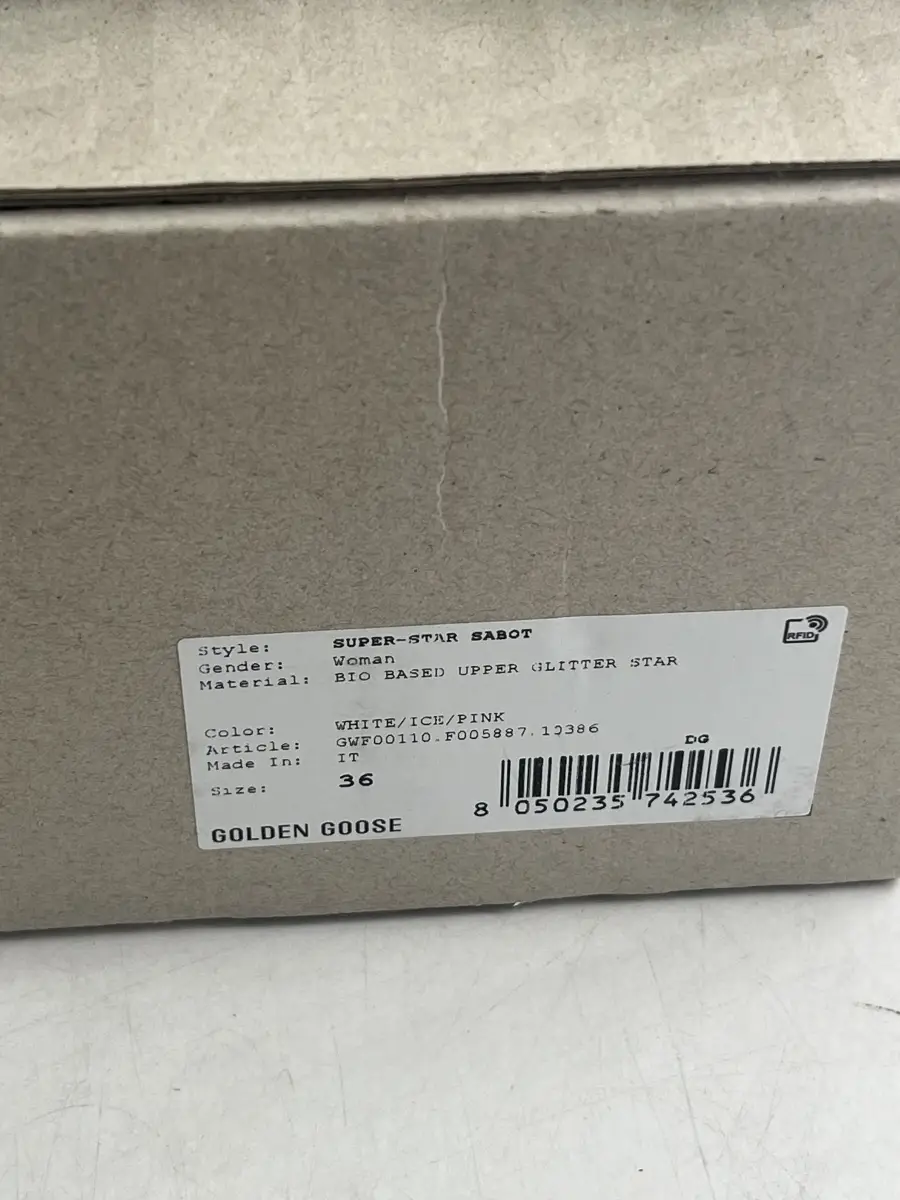 RFID
Style: SUPER-STAR SABOT
Gender: Woman
Material: BIO BASED UPPER GLITTER STAR
Color: WHITE/ICE/PINK
Article: GWF00110.F005887.10386
Made In: IT
DG
Size: 36
8 050235 742536
GOLDEN GOOSE